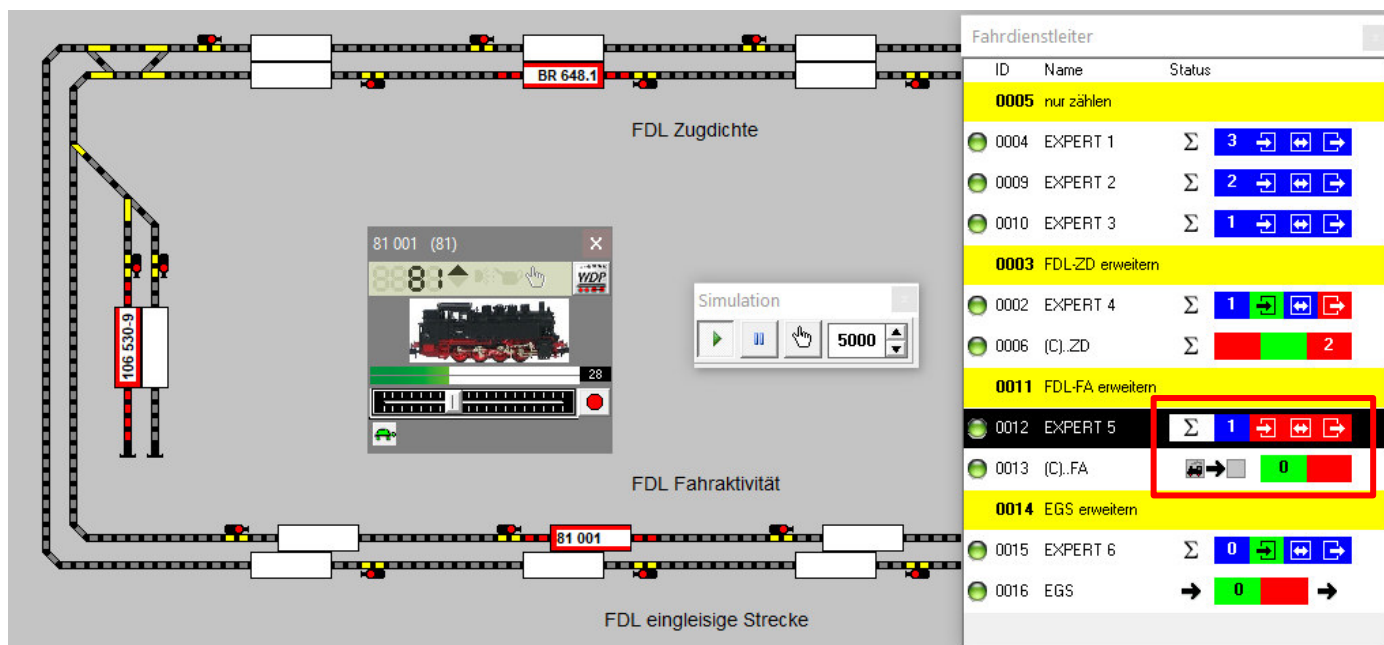 BR 648.1
FDL Zugdichte
106 530-9
81 001 (81)
81
WDP
28
Simulation
5000
FDL Fahraktivität
81 001
FDL eingleisige Strecke
Fahrdienstleiter
ID Name Status
0005 nur zählen
0004 EXPERT 1 Σ 3
0009 EXPERT 2 Σ 2
0010 EXPERT 3 Σ 1
0003 FDL-ZD erweitern
0002 EXPERT 4 Σ 1
0006 (C)..ZD Σ 2
0011 FDL-FA erweitern
0012 EXPERT 5 Σ 1
0013 (C)..FA 0
0014 EGS erweitern
0015 EXPERT 6 Σ 0
0016 EGS 0